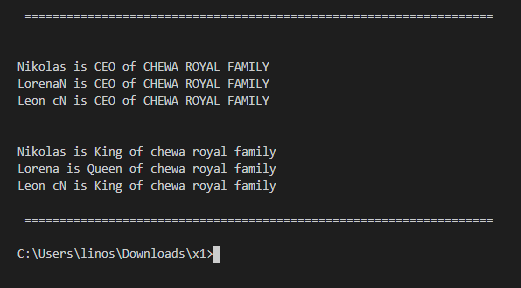 ===================================================================
Nikolas is CEO of CHEWA ROYAL FAMILY
LorenaN is CEO of CHEWA ROYAL FAMILY
Leon cN is CEO of CHEWA ROYAL FAMILY
Nikolas is King of chewa royal family
Lorena is Queen of chewa royal family
Leon cN is King of chewa royal family
===================================================================
C:\Users\linos\Downloads\x1>